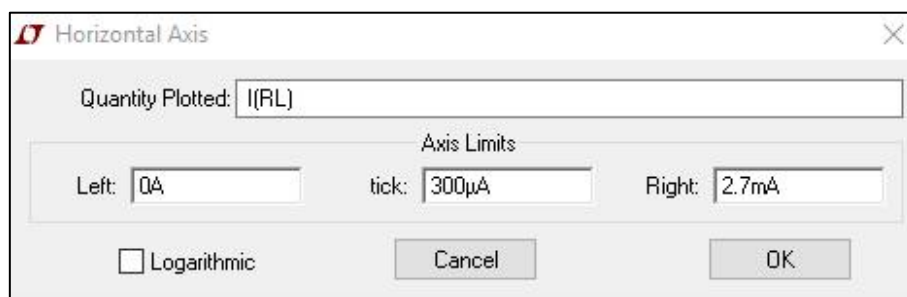 Horizontal Axis
Quantity Plotted: I(RL)
Axis Limits
Left: 0A tick: 300µA Right: 2.7mA
Logarithmic Cancel OK